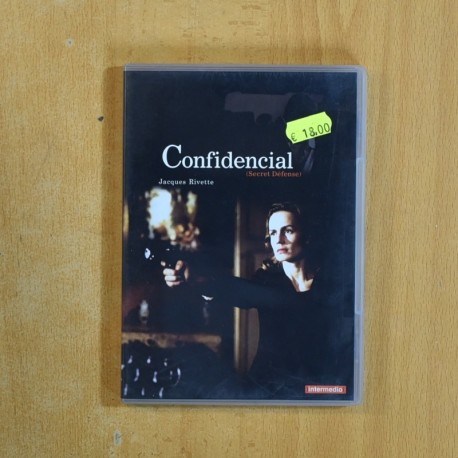 € 18,00
Confidencial
(Secret Défense)
Jacques Rivette
intermedio